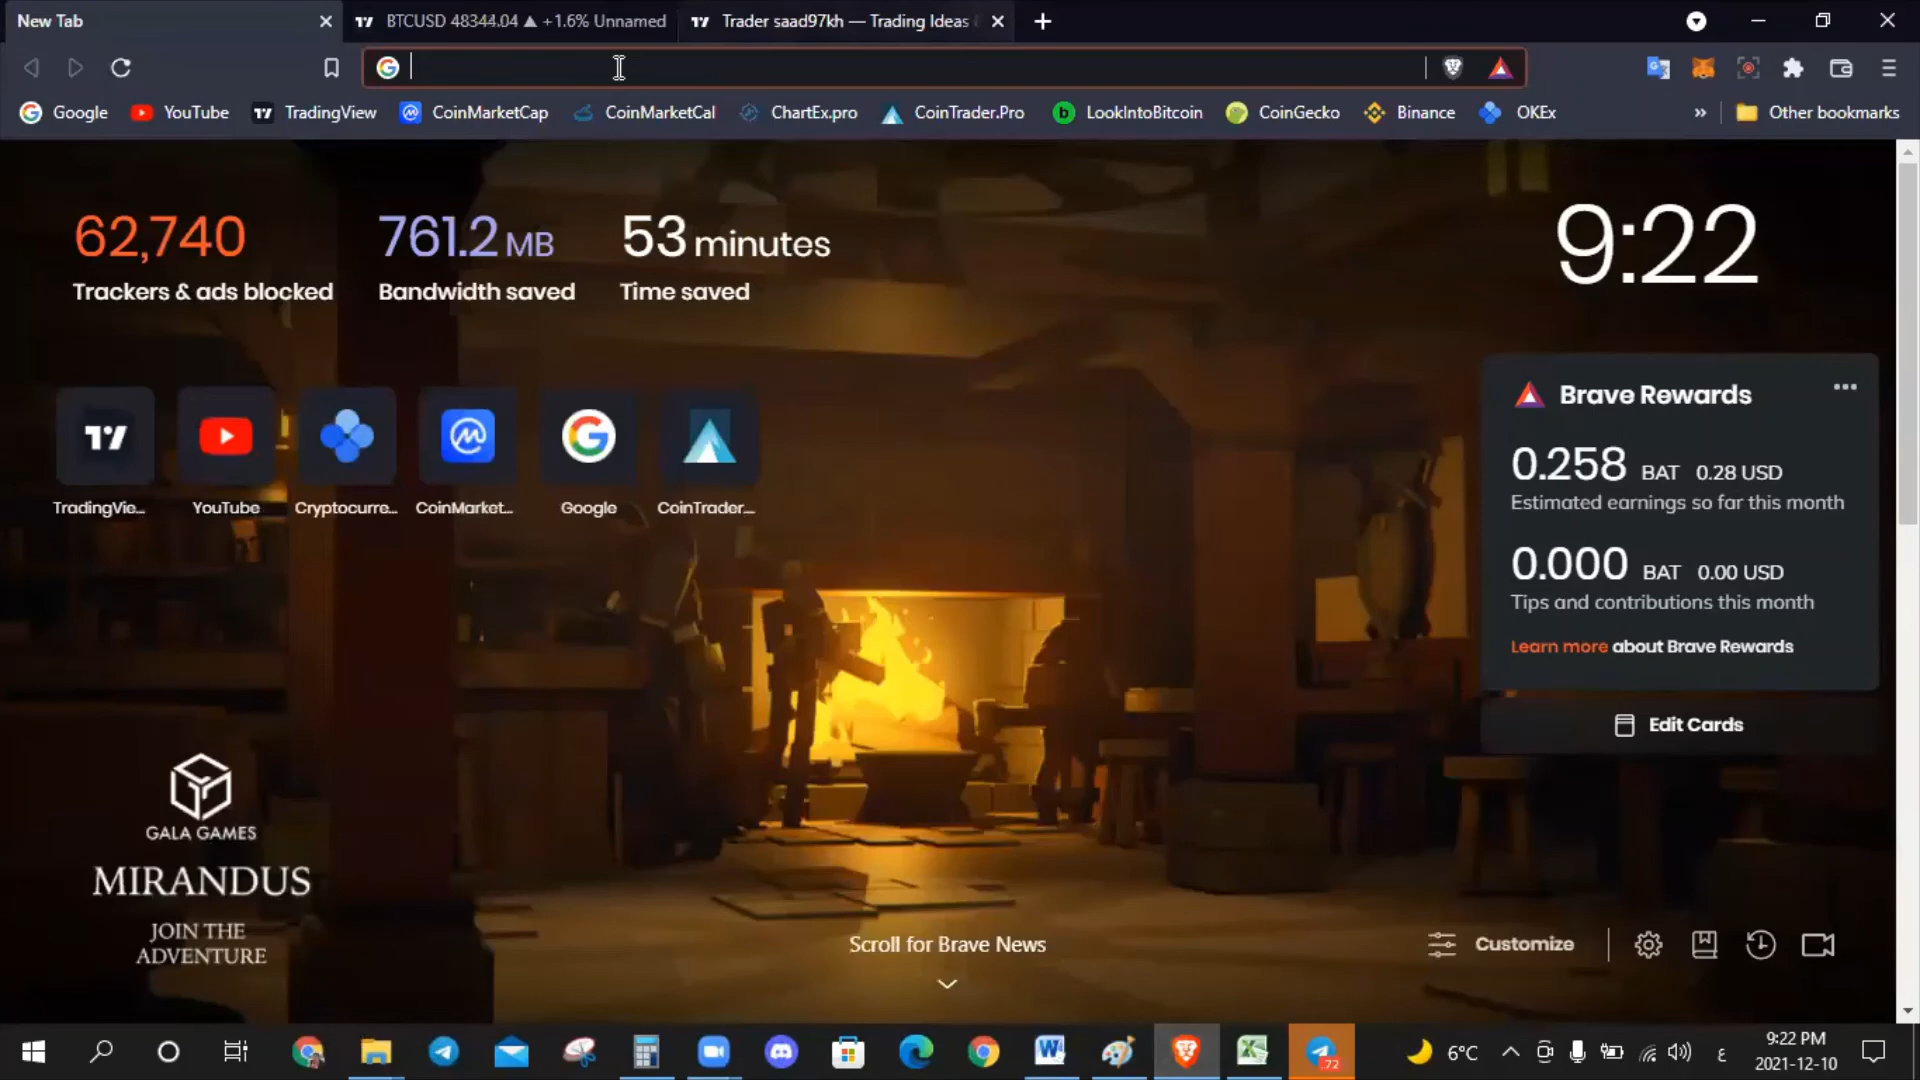 New Tab
BTCUSD 48344.04 ▲ +1.6% Unnamed
Trader saad97kh — Trading Ideas
Google
YouTube
TradingView
CoinMarketCap
CoinMarketCal
ChartEx.pro
CoinTrader.Pro
LookIntoBitcoin
CoinGecko
Binance
OKEx
»
Other bookmarks
62,740
Trackers & ads blocked
761.2 MB
Bandwidth saved
53 minutes
Time saved
9:22
TradingVie...
YouTube
Cryptocurre...
CoinMarket...
Google
CoinTrader....
Brave Rewards
0.258 BAT 0.28 USD
Estimated earnings so far this month
0.000 BAT 0.00 USD
Tips and contributions this month
Learn more about Brave Rewards
Edit Cards
GALA GAMES
MIRANDUS
JOIN THE
ADVENTURE
Scroll for Brave News
Customize
72
6°C
ع
9:22 PM
2021-12-10